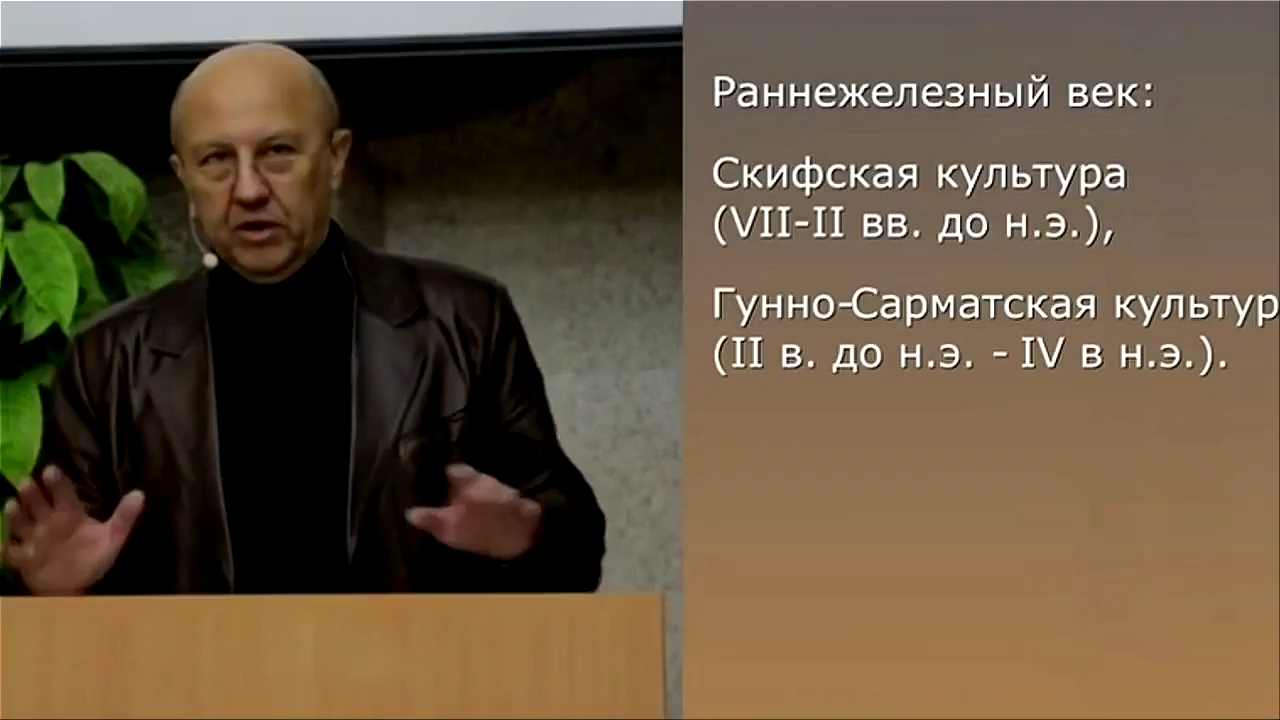 Раннежелезный век:
Скифская культура
(VII-II вв. до н.э.),
Гунно-Сарматская культур
(II в. до н.э. - IV в н.э.).